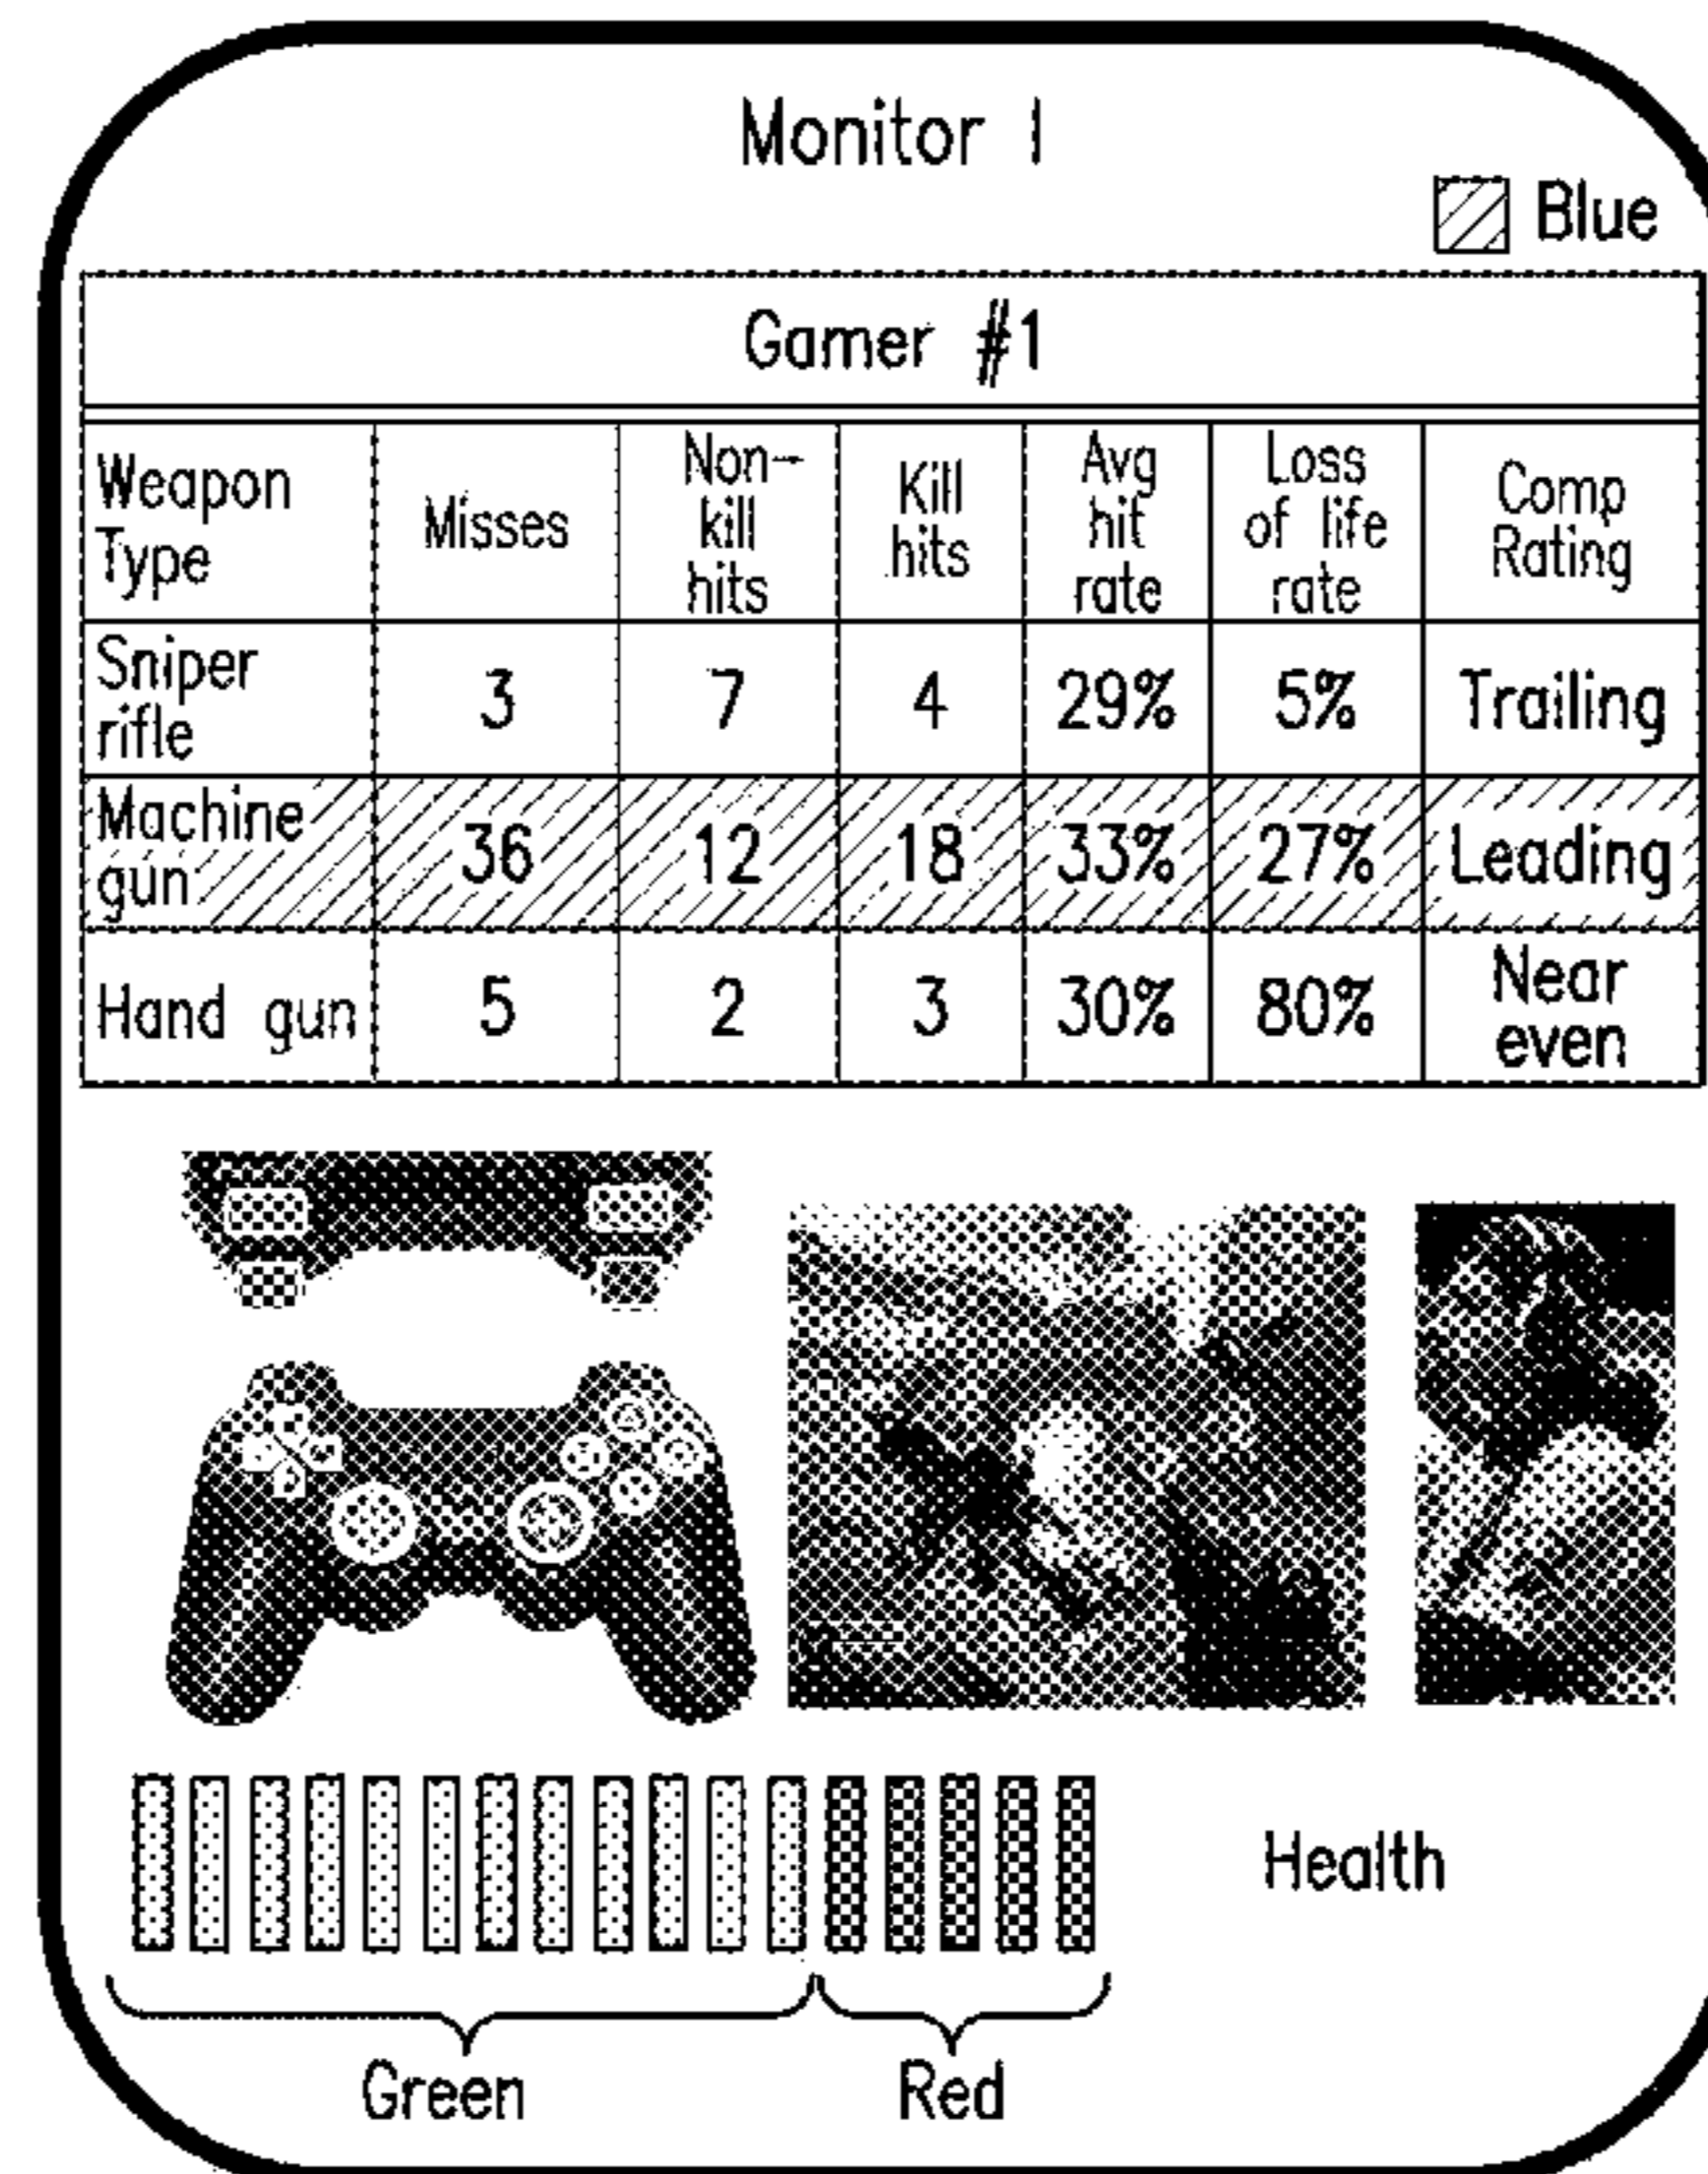 Monitor 1
Blue
Gamer #1
Weapon Type Misses Non-kill hits Kill hits Avg hit rate Loss of life rate Comp Rating
Sniper rifle 3 7 4 29% 5% Trailing
Machine gun 36 12 18 33% 27% Leading
Hand gun 5 2 3 30% 80% Near even
Health
Green Red